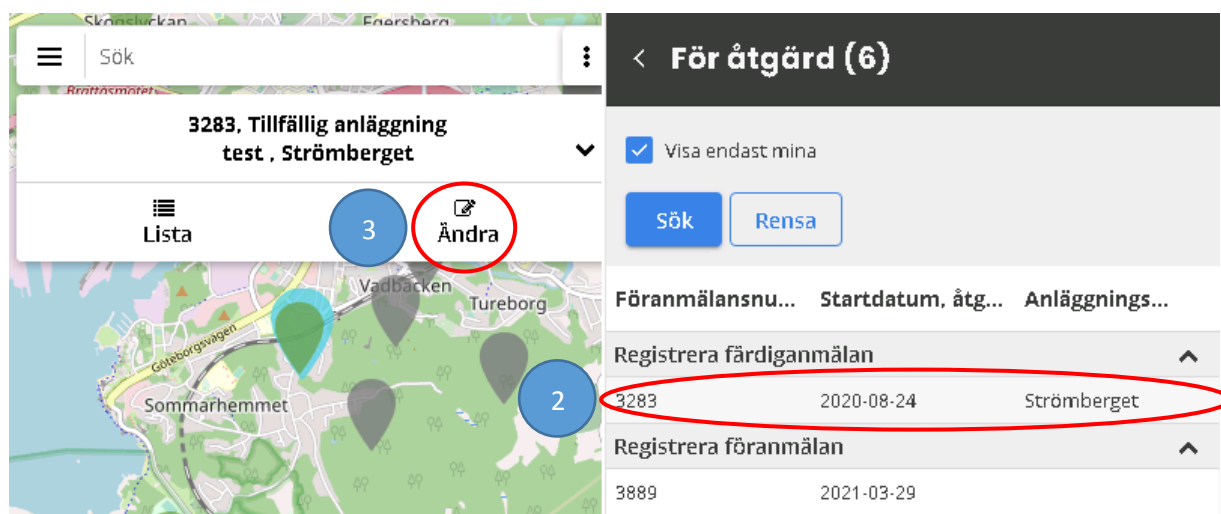 Skogslyckan
Egersberg
Sök
Brattåsmotet
3283, Tillfällig anläggning
test , Strömberget
Lista
3
Ändra
Vadbacken
Tureborg
Göteborgsvägen
Sommarhemmet
För åtgärd (6)
Visa endast mina
Sök
Rensa
Föranmälansnu... Startdatum, åtg... Anläggnings...
Registrera färdiganmälan
2
3283 2020-08-24 Strömberget
Registrera föranmälan
3889 2021-03-29